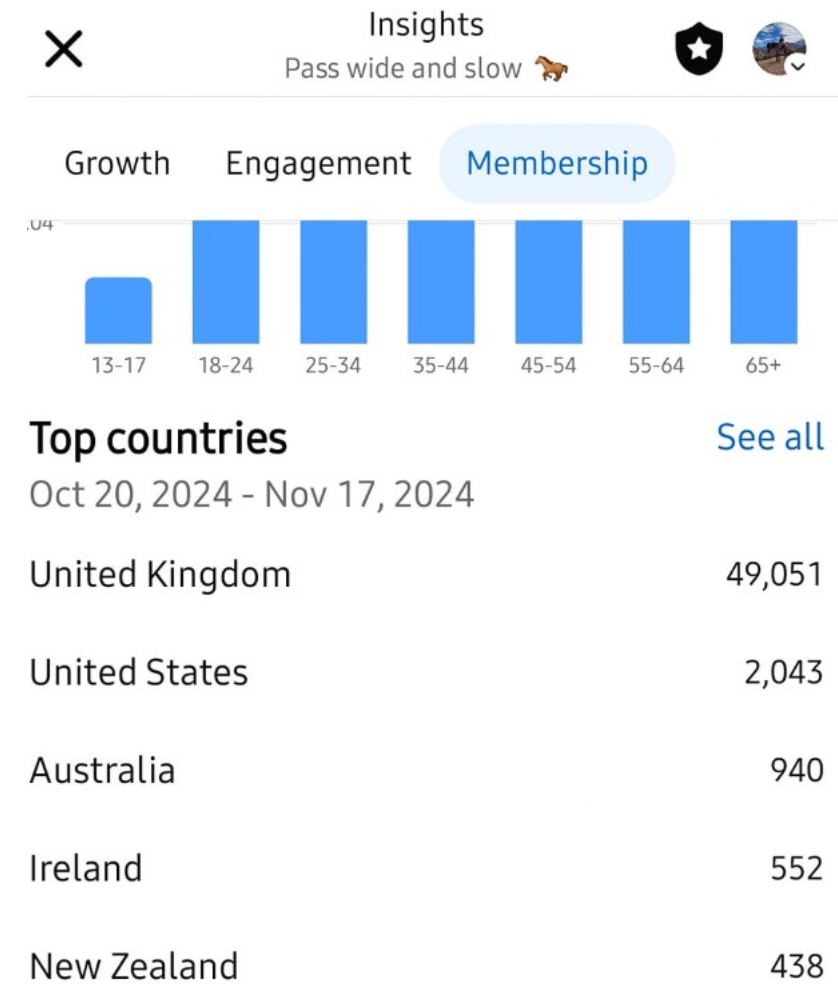 Insights
Pass wide and slow 🐎
Growth Engagement Membership
.04
13-17 18-24 25-34 35-44 45-54 55-64 65+
Top countries See all
Oct 20, 2024 - Nov 17, 2024
United Kingdom 49,051
United States 2,043
Australia 940
Ireland 552
New Zealand 438